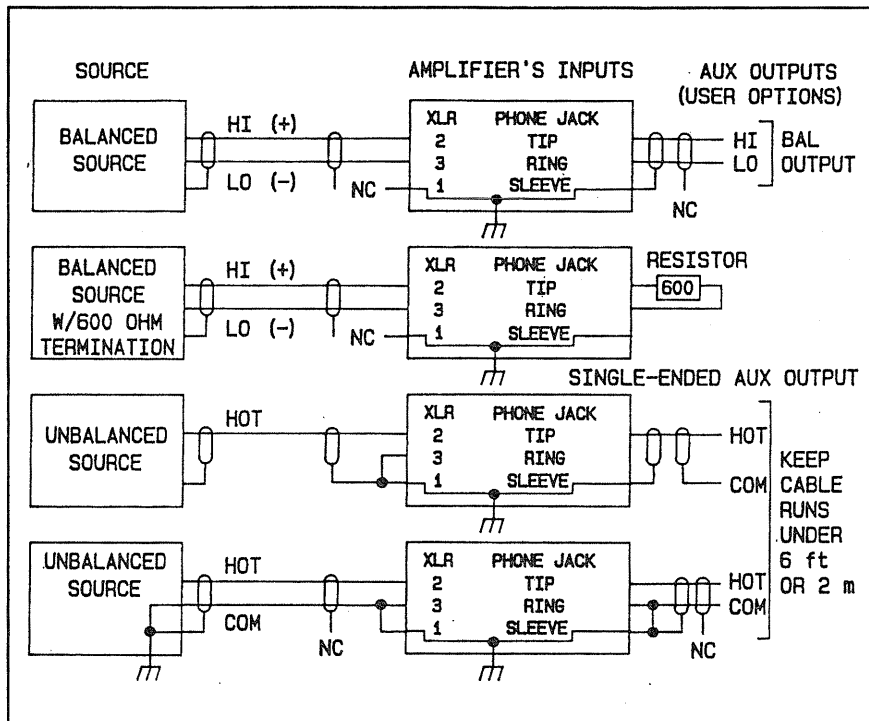 SOURCE
AMPLIFIER'S INPUTS
AUX OUTPUTS
(USER OPTIONS)
BALANCED
SOURCE
HI (+)
LO (-)
NC
XLR PHONE JACK
2 TIP
3 RING
1 SLEEVE
HI
LO
BAL
OUTPUT
NC
BALANCED
SOURCE
W/600 OHM
TERMINATION
HI (+)
LO (-)
NC
XLR PHONE JACK
2 TIP
3 RING
1 SLEEVE
RESISTOR
600
SINGLE-ENDED AUX OUTPUT
UNBALANCED
SOURCE
HOT
XLR PHONE JACK
2 TIP
3 RING
1 SLEEVE
HOT
COM
KEEP
CABLE
RUNS
UNDER
6 ft
OR 2 m
UNBALANCED
SOURCE
HOT
COM
NC
XLR PHONE JACK
2 TIP
3 RING
1 SLEEVE
HOT
COM
NC